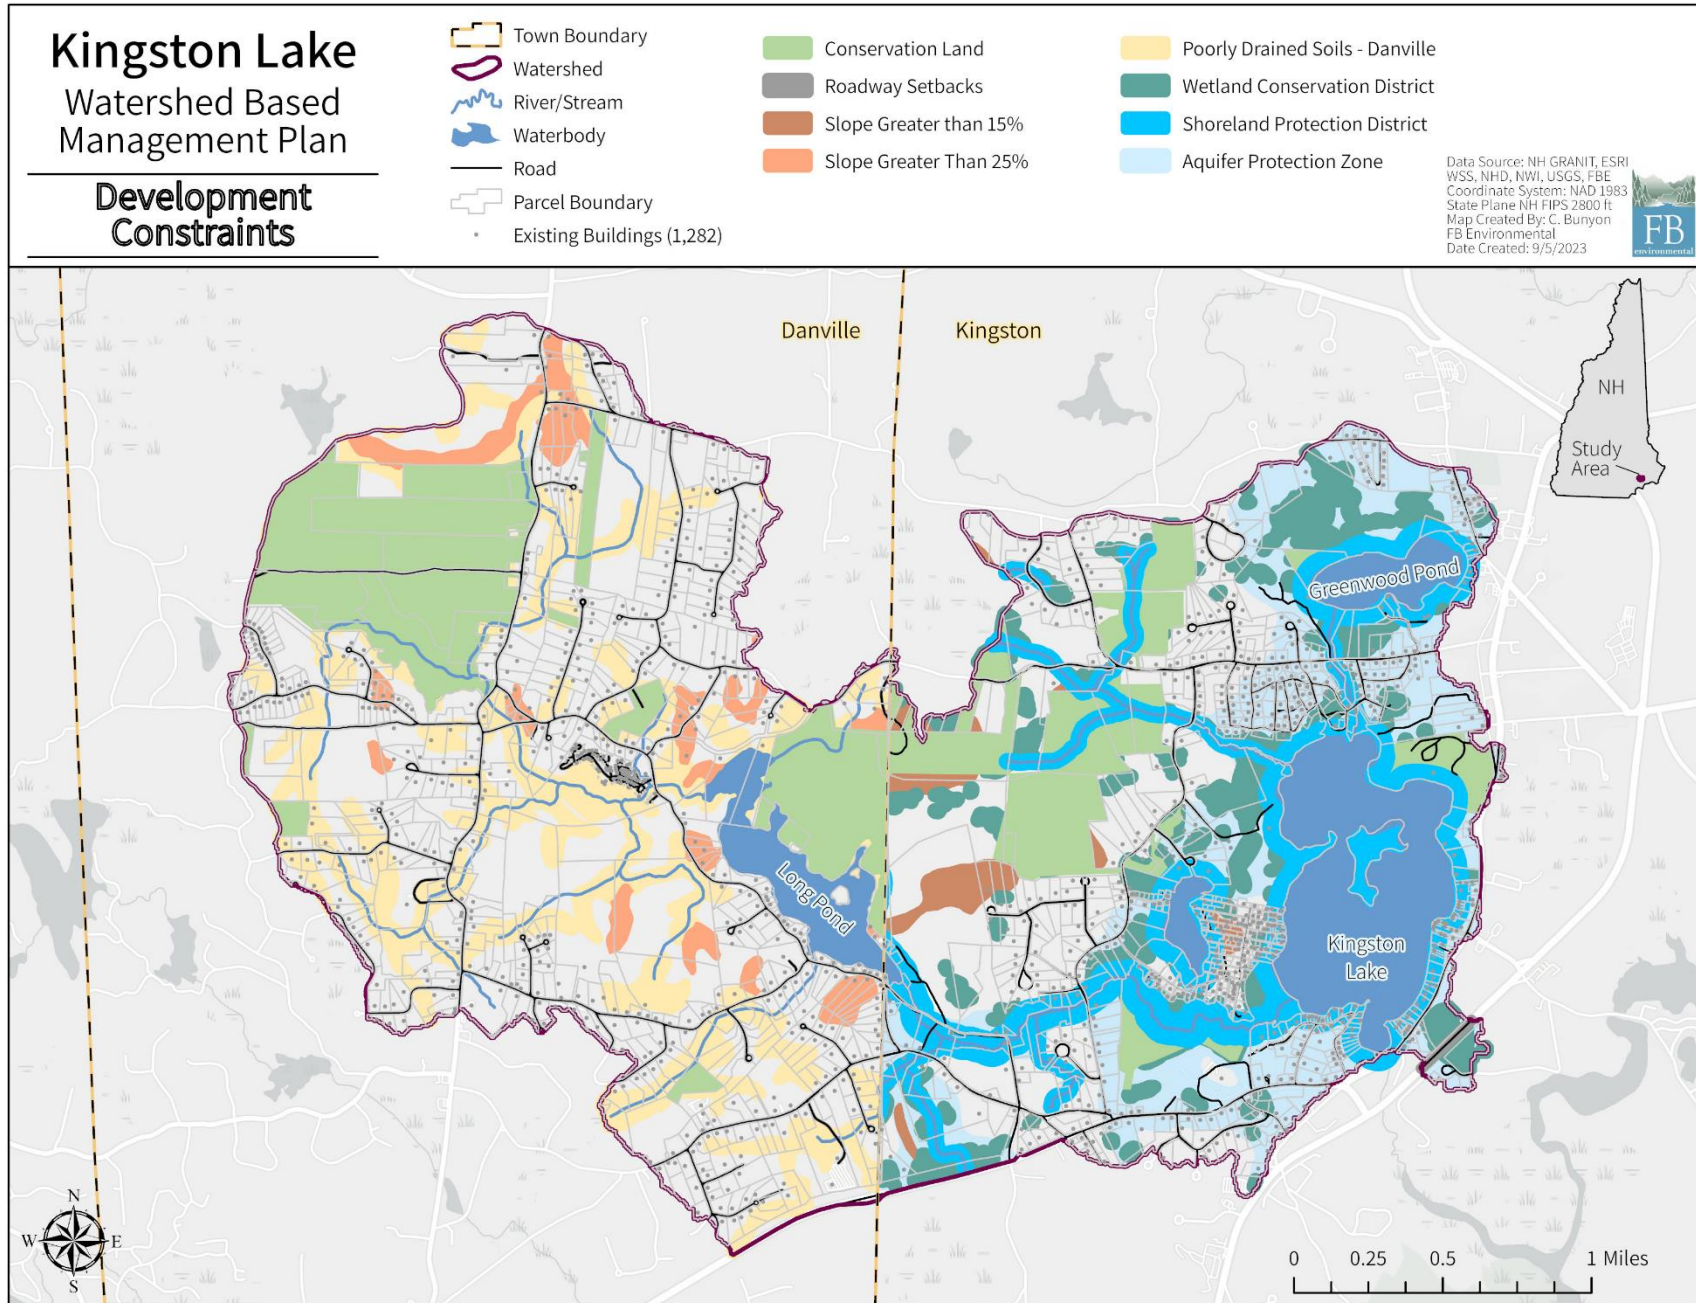 Kingston Lake
Watershed Based
Management Plan
Development
Constraints
Town Boundary
Watershed
River/Stream
Waterbody
Road
Parcel Boundary
Existing Buildings (1,282)
Conservation Land
Roadway Setbacks
Slope Greater than 15%
Slope Greater Than 25%
Poorly Drained Soils - Danville
Wetland Conservation District
Shoreland Protection District
Aquifer Protection Zone
Data Source: NH GRANIT, ESRI
WSS, NHD, NWI, USGS, FBE
Coordinate System: NAD 1983
State Plane NH FIPS 2800 ft
Map Created By: C. Bunyon
FB Environmental
Date Created: 9/5/2023
FB
environmental
Danville
Kingston
NH
Study
Area
Greenwood Pond
Long Pond
Kingston
Lake
N
W
E
S
0 0.25 0.5 1 Miles